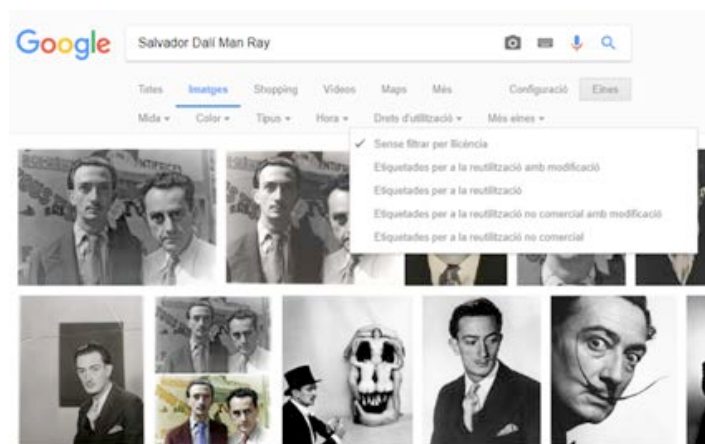 Google Salvador Dalí Man Ray
Totes Imatges Shopping Vídeos Maps Més Configuració Eines
Mida Color Tipus Hora Drets d'utilització Més eines
✓ Sense filtrar per llicència
Etiquetades per a la reutilització amb modificació
Etiquetades per a la reutilització
Etiquetades per a la reutilització no comercial amb modificació
Etiquetades per a la reutilització no comercial